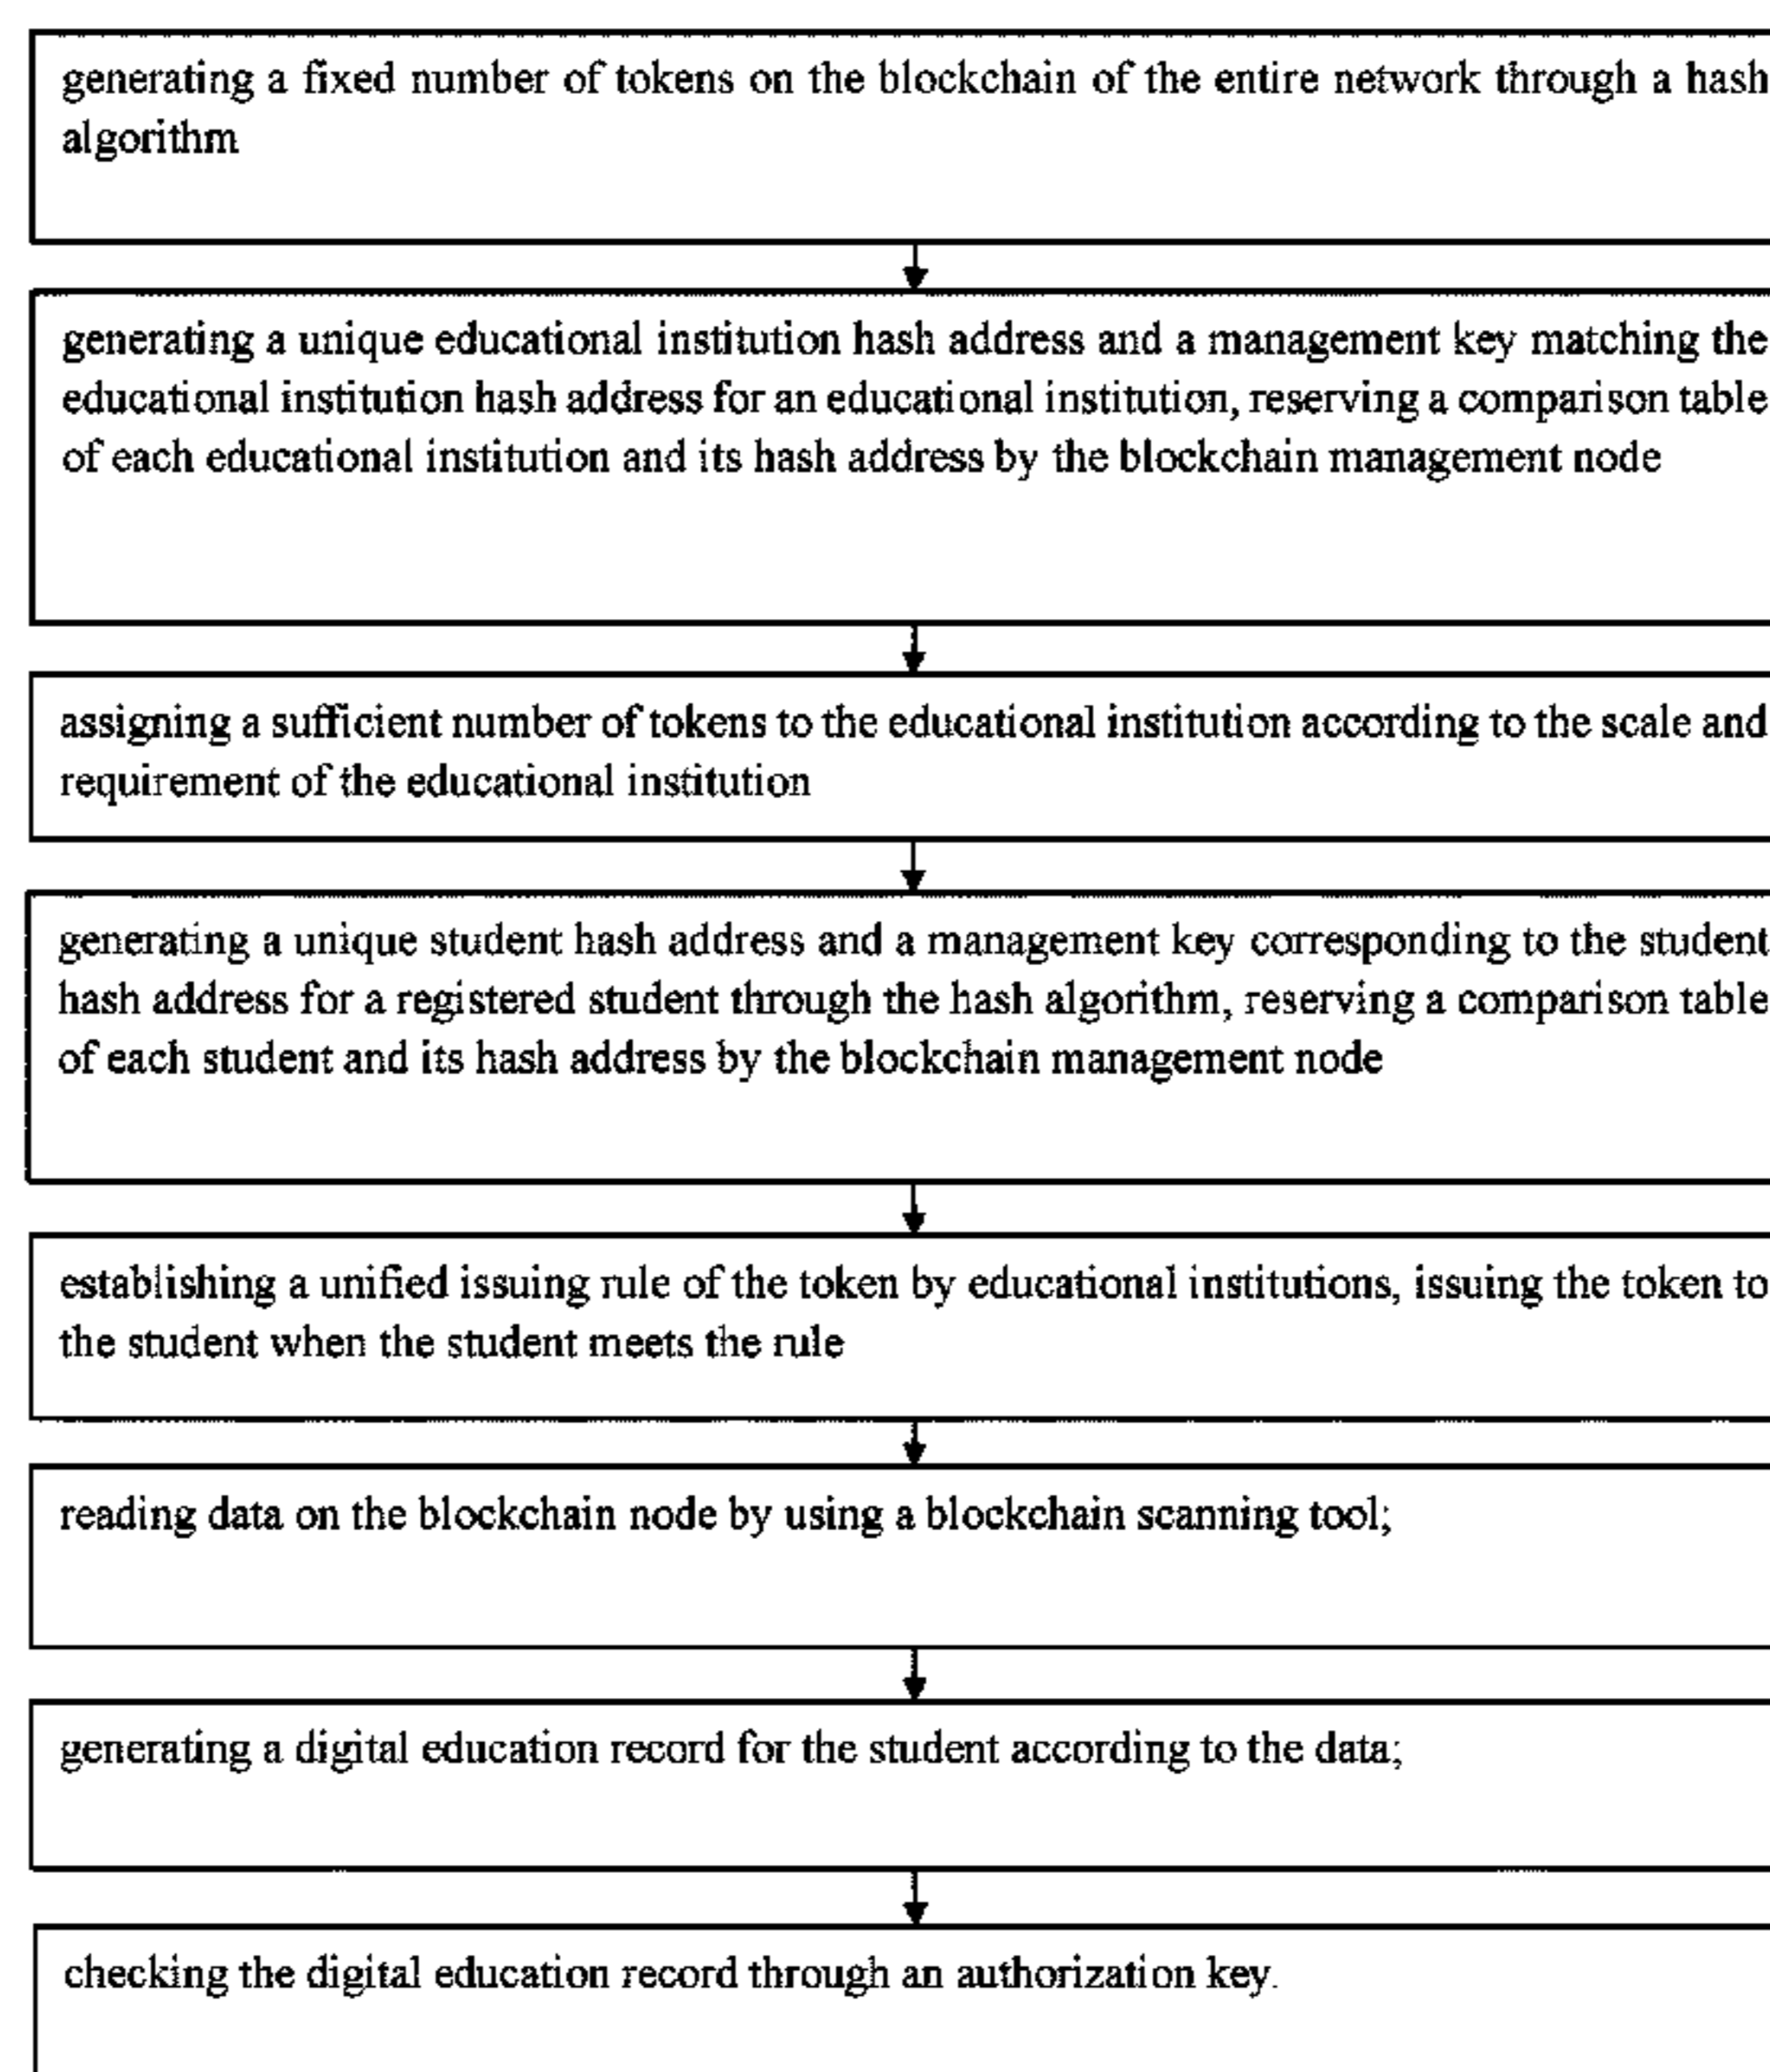 generating a fixed number of tokens on the blockchain of the entire network through a hash
algorithm
generating a unique educational institution hash address and a management key matching the
educational institution hash address for an educational institution, reserving a comparison table
of each educational institution and its hash address by the blockchain management node
assigning a sufficient number of tokens to the educational institution according to the scale and
requirement of the educational institution
generating a unique student hash address and a management key corresponding to the student
hash address for a registered student through the hash algorithm, reserving a comparison table
of each student and its hash address by the blockchain management node
establishing a unified issuing rule of the token by educational institutions, issuing the token to
the student when the student meets the rule
reading data on the blockchain node by using a blockchain scanning tool;
generating a digital education record for the student according to the data;
checking the digital education record through an authorization key.